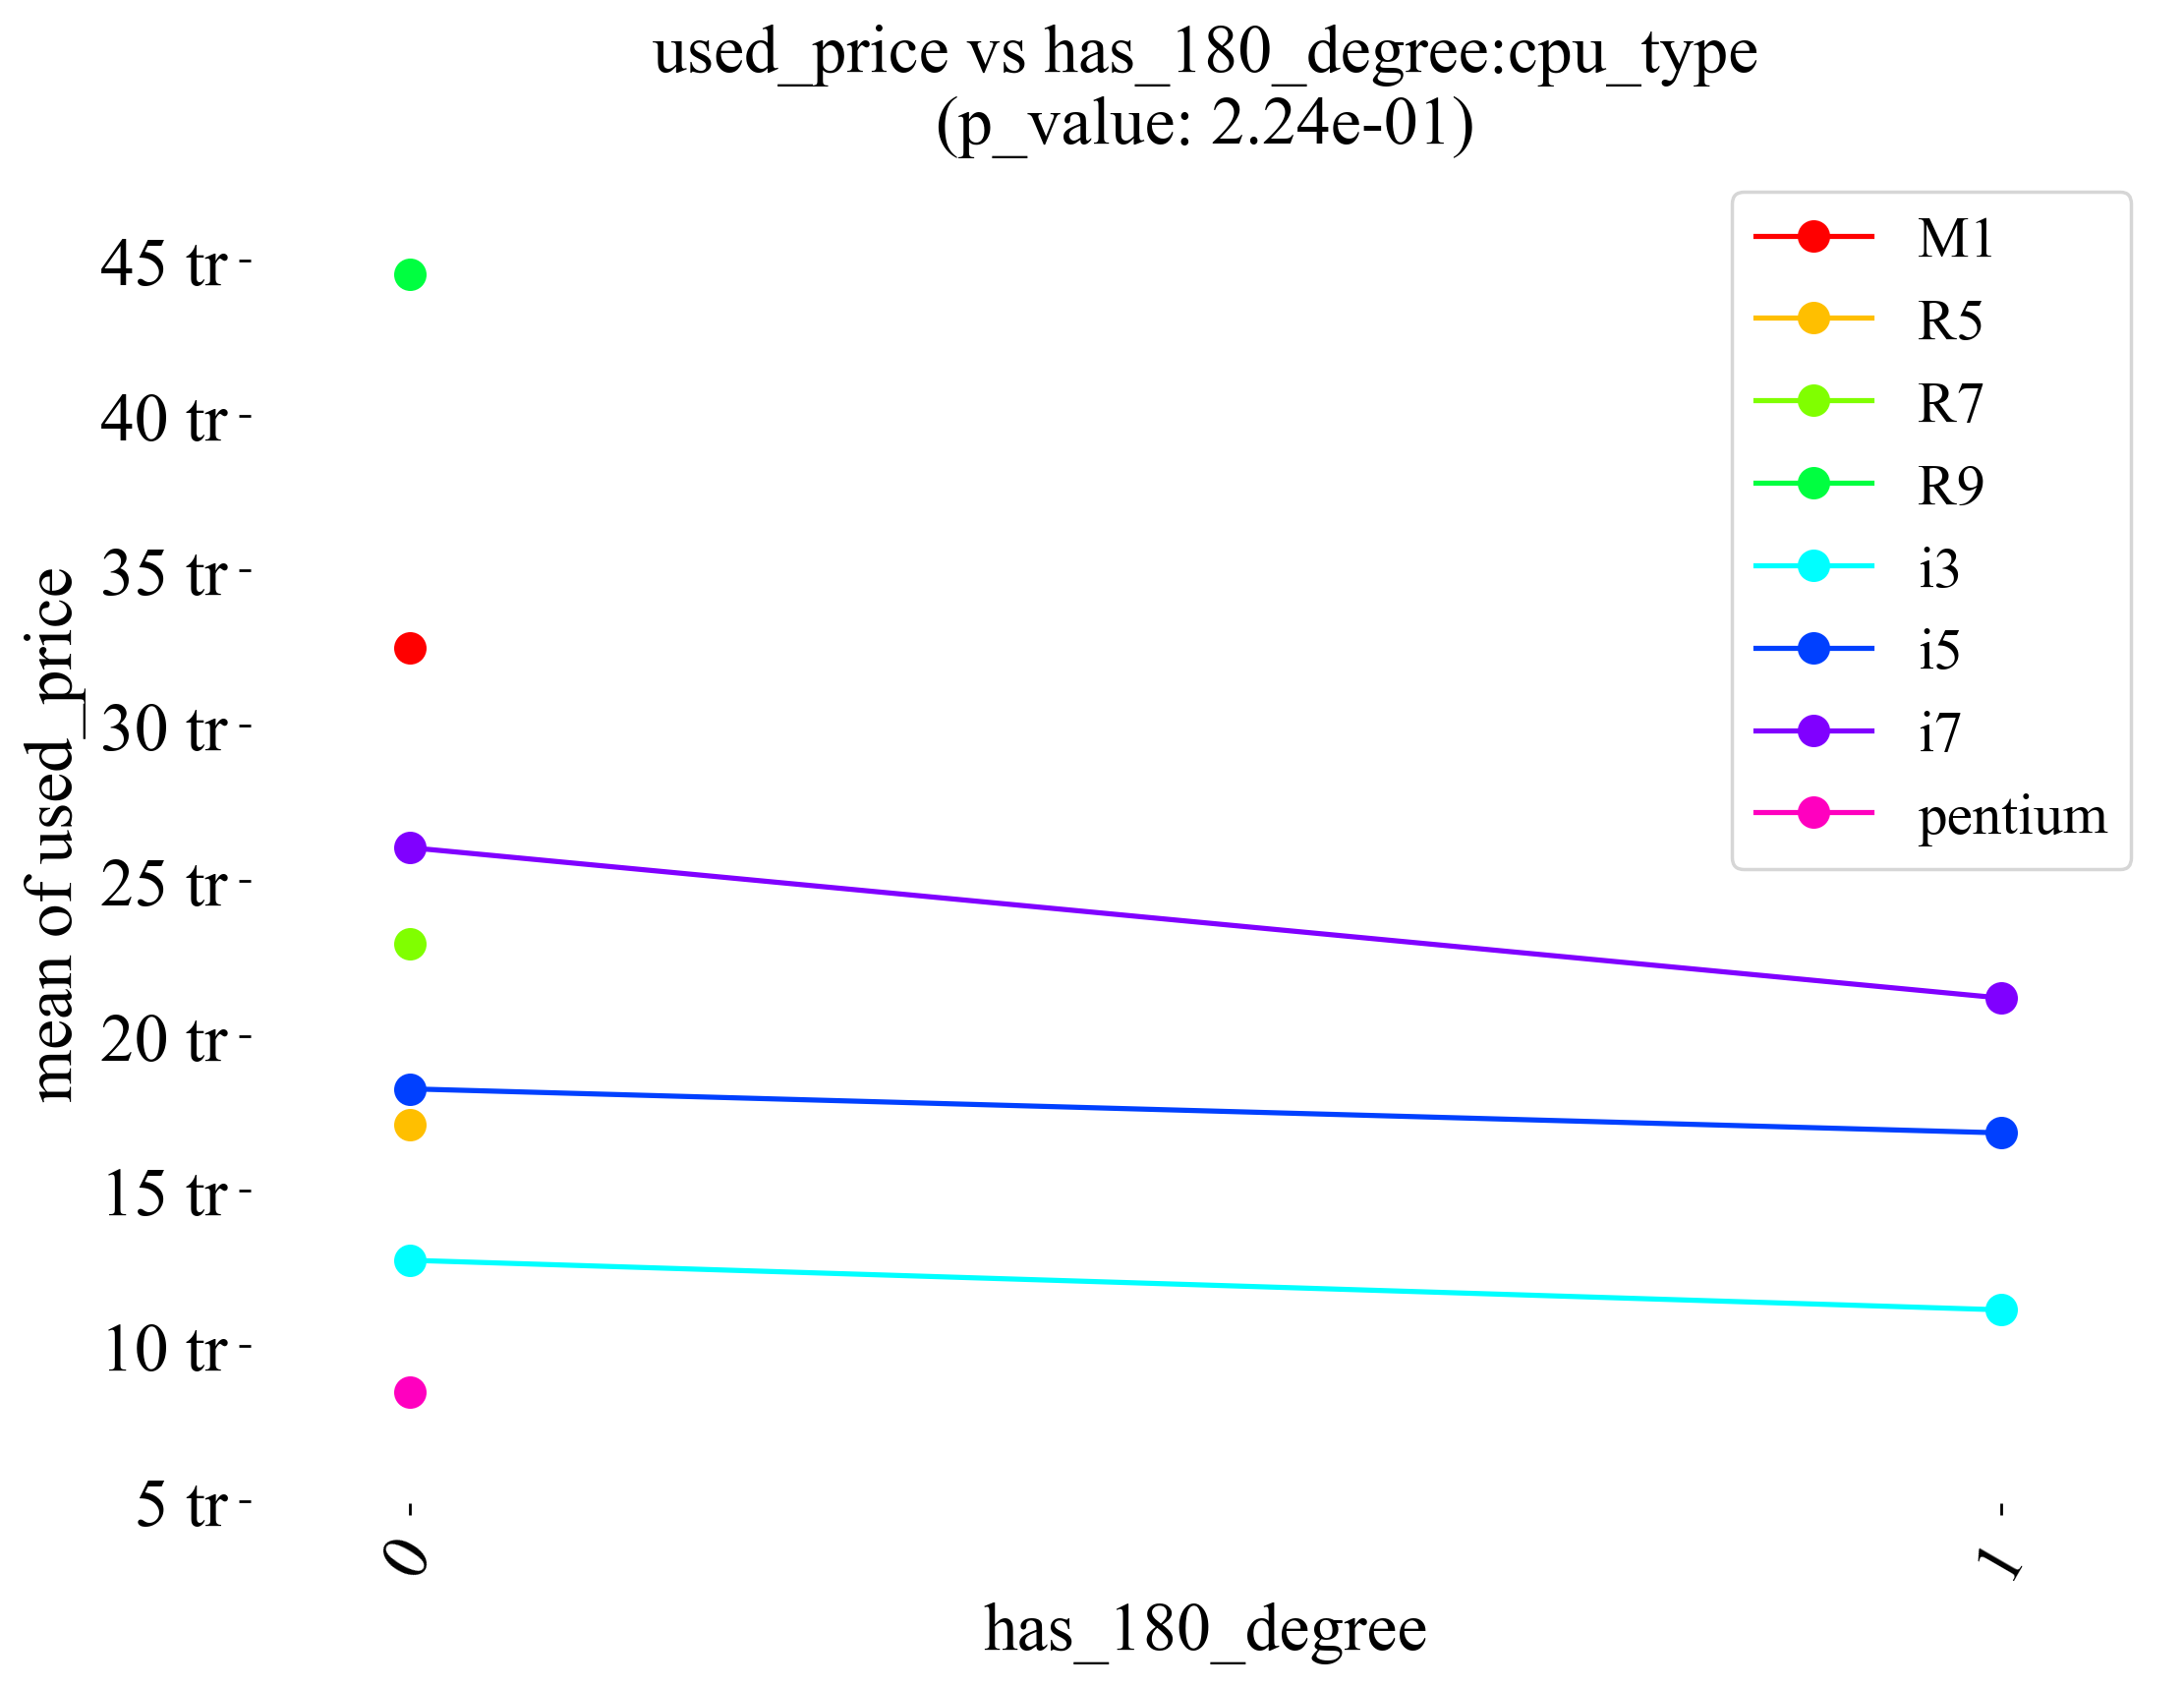 used_price vs has_180_degree:cpu_type
(p_value: 2.24e-01)
M1
R5
R7
R9
i3
i5
i7
pentium
mean of used_price
45 tr
40 tr
35 tr
30 tr
25 tr
20 tr
15 tr
10 tr
5 tr
0
1
has_180_degree